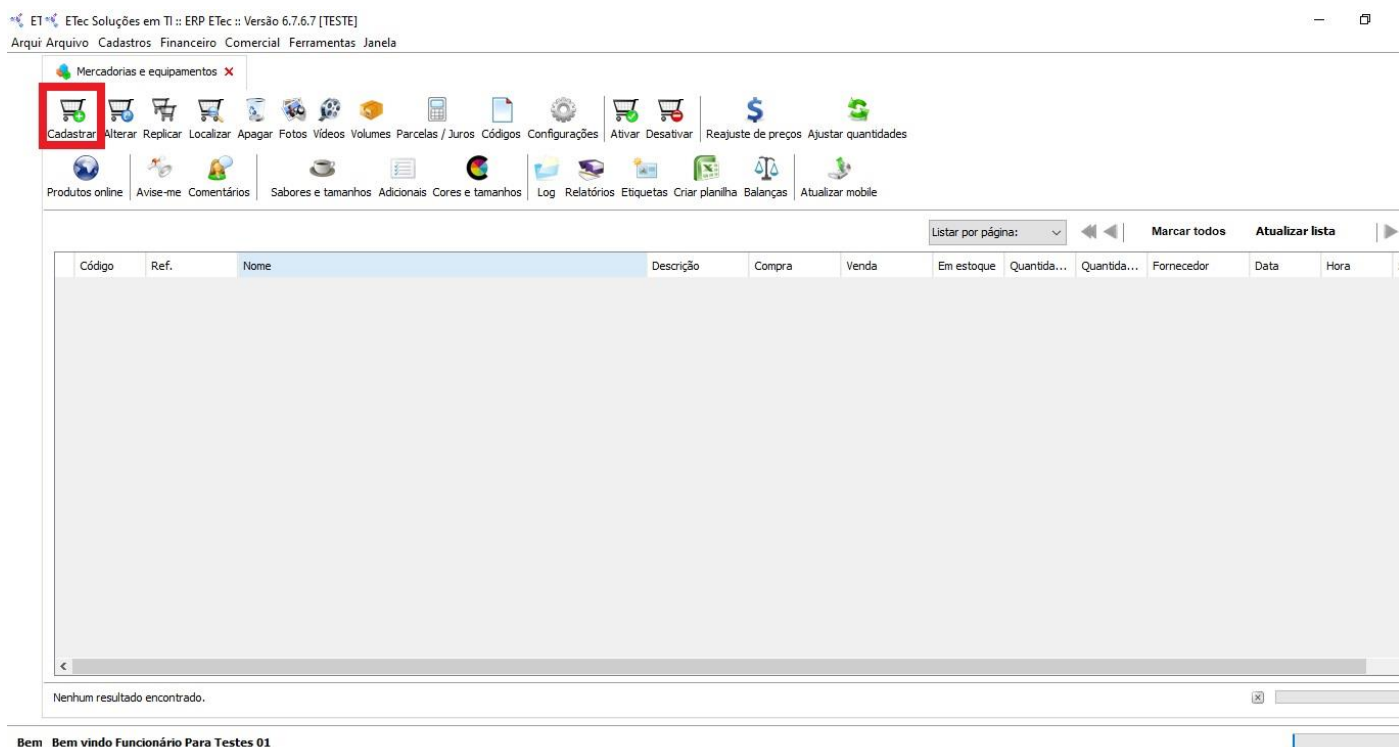 ET ETec Soluções em TI :: ERP ETec :: Versão 6.7.6.7 [TESTE]
Arqui Arquivo Cadastros Financeiro Comercial Ferramentas Janela
Mercadorias e equipamentos
Cadastrar Alterar Replicar Localizar Apagar Fotos Vídeos Volumes Parcelas / Juros Códigos Configurações Ativar Desativar Reajuste de preços Ajustar quantidades
Produtos online Avise-me Comentários Sabores e tamanhos Adicionais Cores e tamanhos Log Relatórios Etiquetas Criar planilha Balanças Atualizar mobile
Listar por página: Marcar todos Atualizar lista
Código Ref. Nome Descrição Compra Venda Em estoque Quantida... Quantida... Fornecedor Data Hora
Nenhum resultado encontrado.
Bem Bem vindo Funcionário Para Testes 01